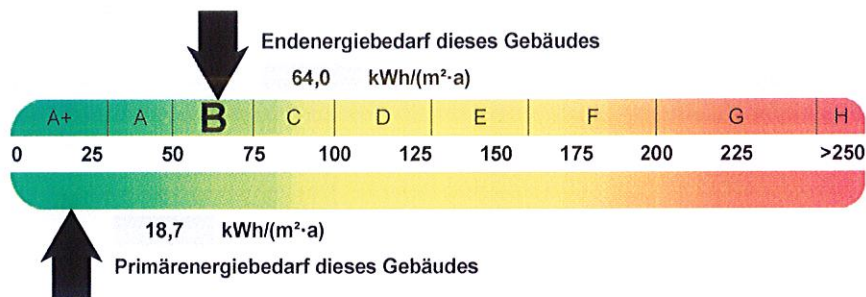 Endenergiebedarf dieses Gebäudes
64,0 kWh/(m²·a)
A+ A B C D E F G H
0 25 50 75 100 125 150 175 200 225 >250
18,7 kWh/(m²·a)
Primärenergiebedarf dieses Gebäudes